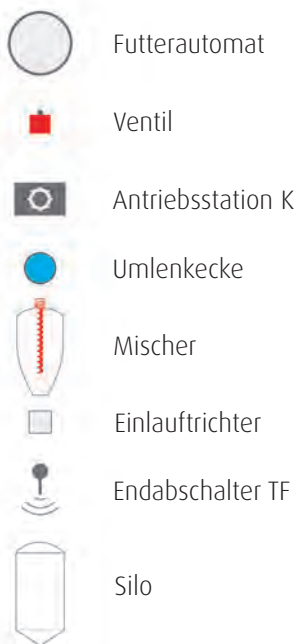 Futterautomat
Ventil
Antriebsstation K
Umlenkecke
Mischer
Einlauftrichter
Endabschalter TF
Silo